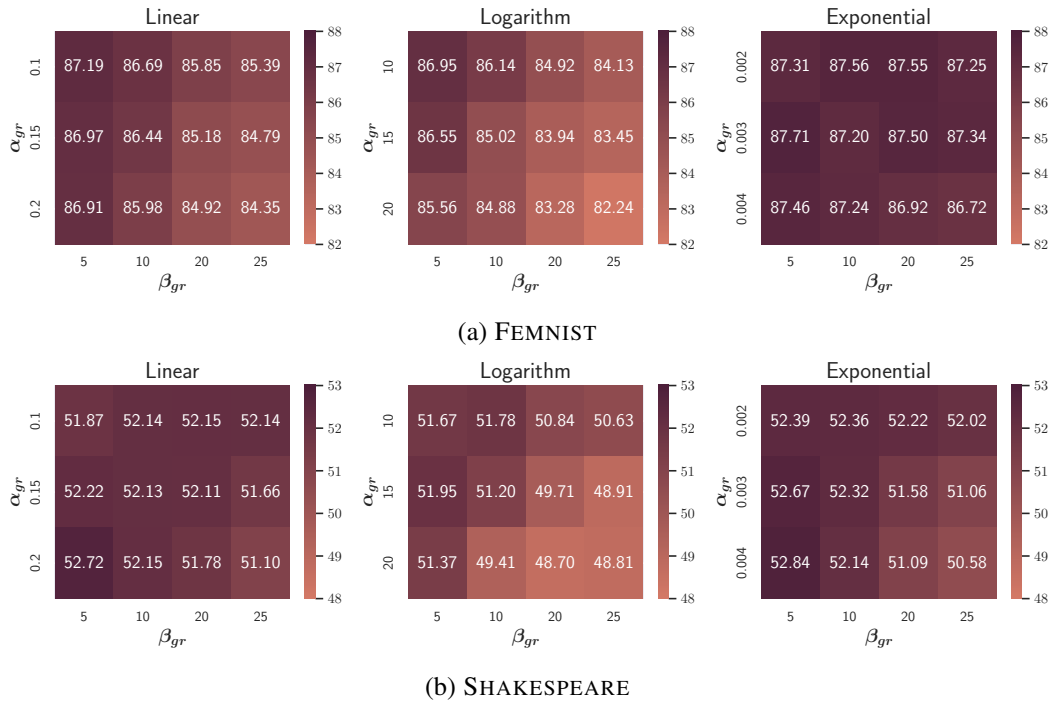 Linear
0.1 87.19 86.69 85.85 85.39
0.15 86.97 86.44 85.18 84.79
0.2 86.91 85.98 84.92 84.35
α_gr
5 10 20 25
β_gr
88
87
86
85
84
83
82
Logarithm
10 86.95 86.14 84.92 84.13
15 86.55 85.02 83.94 83.45
20 85.56 84.88 83.28 82.24
α_gr
5 10 20 25
β_gr
88
87
86
85
84
83
82
Exponential
0.002 87.31 87.56 87.55 87.25
0.003 87.71 87.20 87.50 87.34
0.004 87.46 87.24 86.92 86.72
α_gr
5 10 20 25
β_gr
88
87
86
85
84
83
82
(a) FEMNIST
Linear
0.1 51.87 52.14 52.15 52.14
0.15 52.22 52.13 52.11 51.66
0.2 52.72 52.15 51.78 51.10
α_gr
5 10 20 25
β_gr
53
52
51
50
49
48
Logarithm
10 51.67 51.78 50.84 50.63
15 51.95 51.20 49.71 48.91
20 51.37 49.41 48.70 48.81
α_gr
5 10 20 25
β_gr
53
52
51
50
49
48
Exponential
0.002 52.39 52.36 52.22 52.02
0.003 52.67 52.32 51.58 51.06
0.004 52.84 52.14 51.09 50.58
α_gr
5 10 20 25
β_gr
53
52
51
50
49
48
(b) SHAKESPEARE